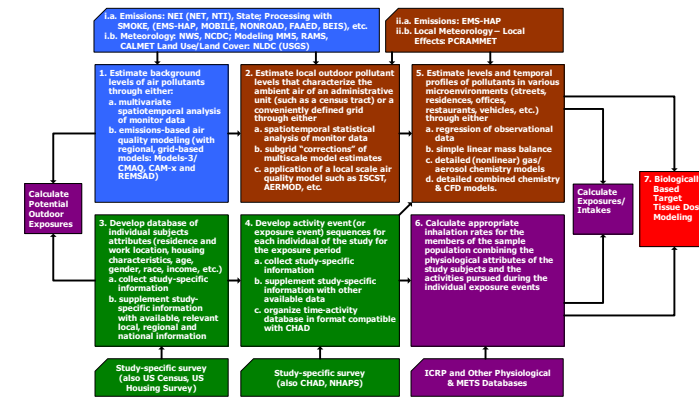 i.a. Emissions: NEI (NET, NTI), State; Processing with
SMOKE, (EMS-HAP, MOBILE, NONROAD, FAAED, BEIS), etc.
i.b. Meteorology: NWS, NCDC; Modeling MMS, RAMS,
CALMET Land Use/Land Cover: NLDC (USGS)
ii.a. Emissions: EMS-HAP
ii.b. Local Meteorology – Local
Effects: PCRAMMET
1. Estimate background
levels of air pollutants
through either:
a. multivariate
spatiotemporal analysis
of monitor data
b. emissions-based air
quality modeling (with
regional, grid-based
models: Models-3/
CMAQ, CAM-x and
REMSAD)
2. Estimate local outdoor pollutant
levels that characterize the
ambient air of an administrative
unit (such as a census tract) or a
conveniently defined grid
through either
a. spatiotemporal statistical
analysis of monitor data
b. subgrid "corrections" of
multiscale model estimates
c. application of a local scale
air quality model such as ISCST,
AERMOD, etc.
5. Estimate levels and temporal profiles
of pollutants in various
microenvironments (streets,
residences, offices,
restaurants, vehicles, etc.) through
either
a. regression of observational
data
b. simple linear mass balance
c. detailed (nonlinear) gas/
aerosol chemistry models
d. detailed combined chemistry
& CFD models.
Calculate
Potential
Outdoor
Exposures
Calculate
Exposures/
Intakes
7. Biologically
Based
Target
Tissue Dose
Modeling
3. Develop database of
individual subjects
attributes (residence and
work location, housing
characteristics, age,
gender, race, income, etc.)
a. collect study-specific
information
b. supplement study-
specific information
with available, relevant
local, regional and
national information
4. Develop activity event (or
exposure event) sequences for
each individual of the study for
the exposure period
a. collect study-specific
information
b. supplement study-specific
information with other
available data
c. organize time-activity
database in format compatible
with CHAD
6. Calculate appropriate
inhalation rates for the
members of the sample
population combining the
physiological attributes of
the study subjects and the
activities pursued during the
individual exposure events
Study-specific survey
(also US Census, US
Housing Survey)
Study-specific survey
(also CHAD, NHAPS)
ICRP and Other Physiological
& METS Databases